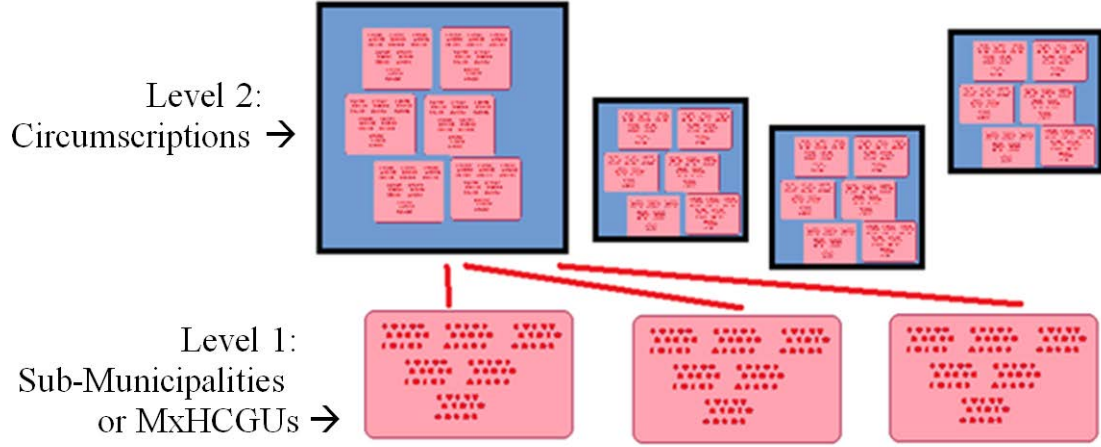 Level 2:
Circumscriptions →
Level 1:
Sub-Municipalities
or MxHCGUs →